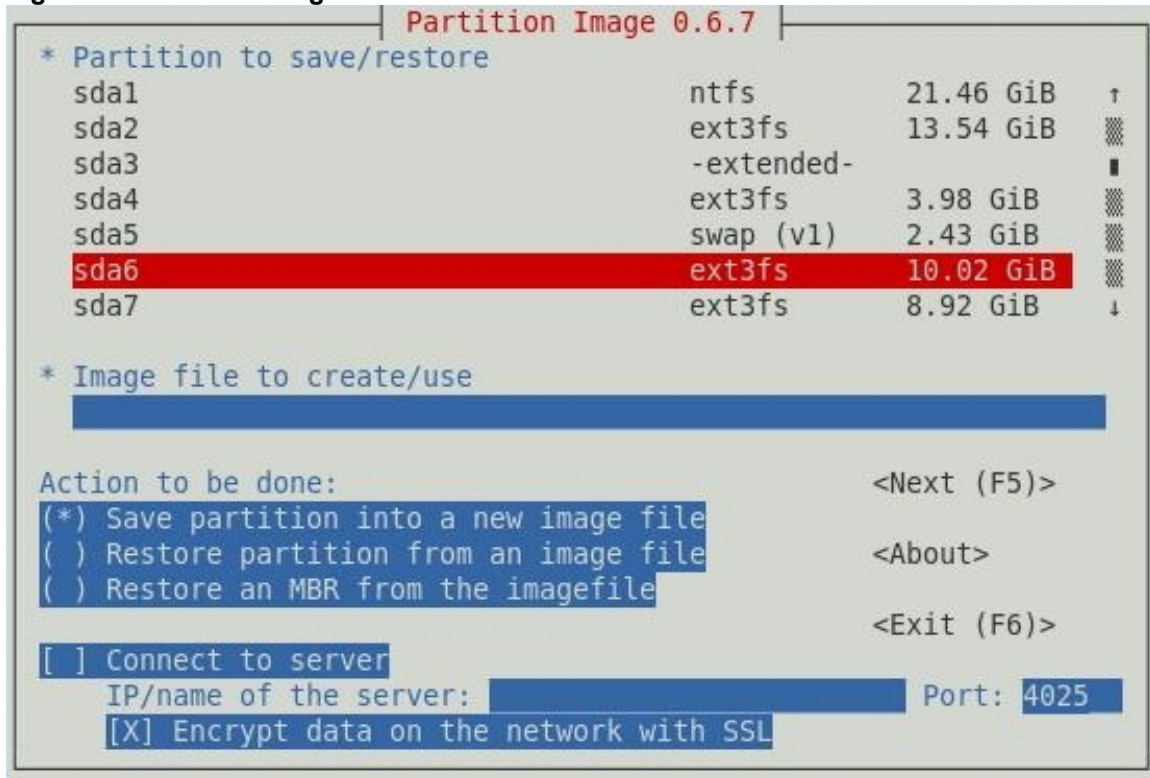 Partition Image 0.6.7
* Partition to save/restore
sda1 ntfs 21.46 GiB ↑
sda2 ext3fs 13.54 GiB
sda3 -extended-
sda4 ext3fs 3.98 GiB
sda5 swap (v1) 2.43 GiB
sda6 ext3fs 10.02 GiB
sda7 ext3fs 8.92 GiB ↓
* Image file to create/use
Action to be done: <Next (F5)>
(*) Save partition into a new image file
( ) Restore partition from an image file <About>
( ) Restore an MBR from the imagefile
<Exit (F6)>
[ ] Connect to server
IP/name of the server: Port: 4025
[X] Encrypt data on the network with SSL